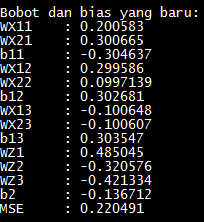 Bobot dan bias yang baru:
WX11   : 0.200583
WX21   : 0.300665
b11    : -0.304637
WX12   : 0.299586
WX22   : 0.0997139
b12    : 0.302681
WX13   : -0.100648
WX23   : -0.100607
b13    : 0.303547
WZ1    : 0.485045
WZ2    : -0.320576
WZ3    : -0.421334
b2     : -0.136712
MSE    : 0.220491